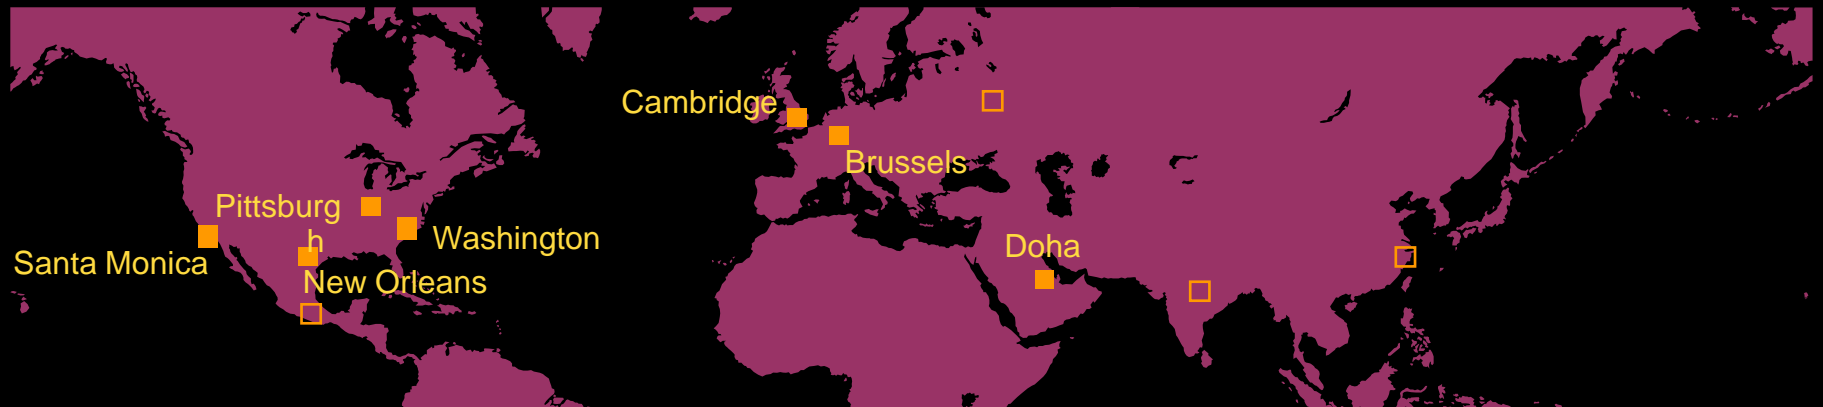 Cambridge
Brussels
Pittsburg
h
Washington
Santa Monica
New Orleans
Doha